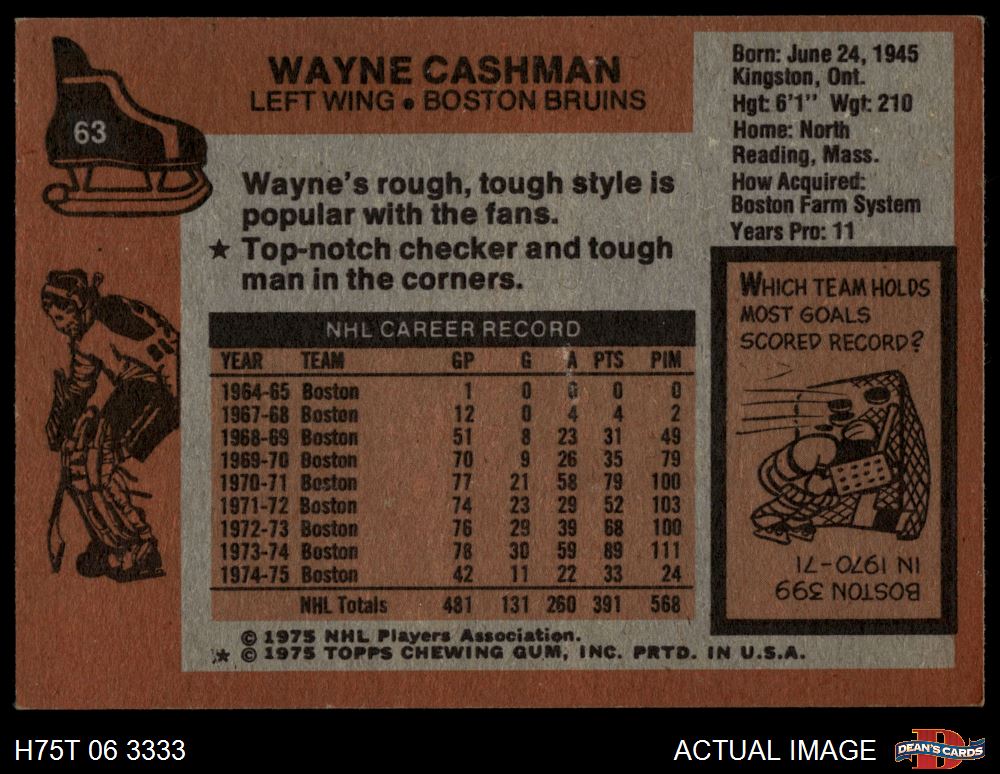 63
WAYNE CASHMAN
LEFT WING • BOSTON BRUINS
Born: June 24, 1945
Kingston, Ont.
Hgt: 6'1" Wgt: 210
Home: North
Reading, Mass.
How Acquired:
Boston Farm System
Years Pro: 11
Wayne's rough, tough style is
popular with the fans.
★ Top-notch checker and tough
man in the corners.
NHL CAREER RECORD
YEAR TEAM GP G A PTS PIM
1964-65 Boston 1 0 0 0 0
1967-68 Boston 12 0 4 4 2
1968-69 Boston 51 8 23 31 49
1969-70 Boston 70 9 26 35 79
1970-71 Boston 77 21 58 79 100
1971-72 Boston 74 23 29 52 103
1972-73 Boston 76 29 39 68 100
1973-74 Boston 78 30 59 89 111
1974-75 Boston 42 11 22 33 24
NHL Totals 481 131 260 391 568
WHICH TEAM HOLDS
MOST GOALS
SCORED RECORD?
BOSTON 399
IN 1970-71
© 1975 NHL Players Association.
★ © 1975 TOPPS CHEWING GUM, INC. PRTD. IN U.S.A.
H75T 06 3333
ACTUAL IMAGE
D
DEAN'S CARDS